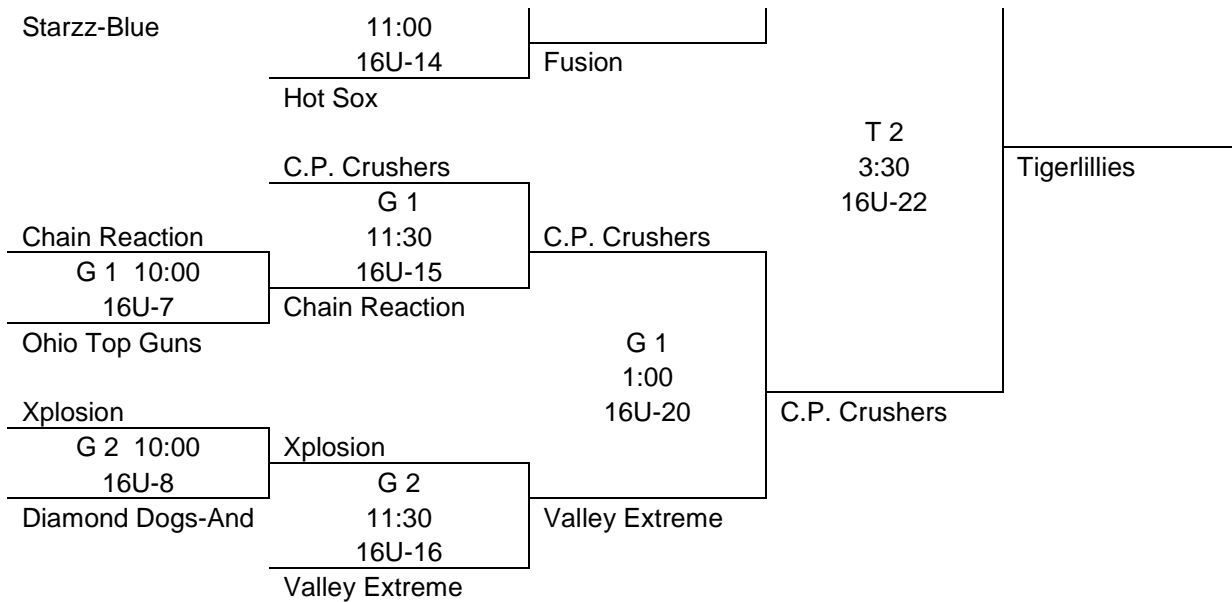 Starzz-Blue 11:00
16U-14 Fusion
Hot Sox
T 2
C.P. Crushers 3:30 Tigerlillies
G 1 16U-22
Chain Reaction 11:30 C.P. Crushers
G 1 10:00 16U-15
16U-7 Chain Reaction
Ohio Top Guns G 1
1:00
Xplosion 16U-20 C.P. Crushers
G 2 10:00 Xplosion
16U-8 G 2
Diamond Dogs-And 11:30 Valley Extreme
16U-16
Valley Extreme